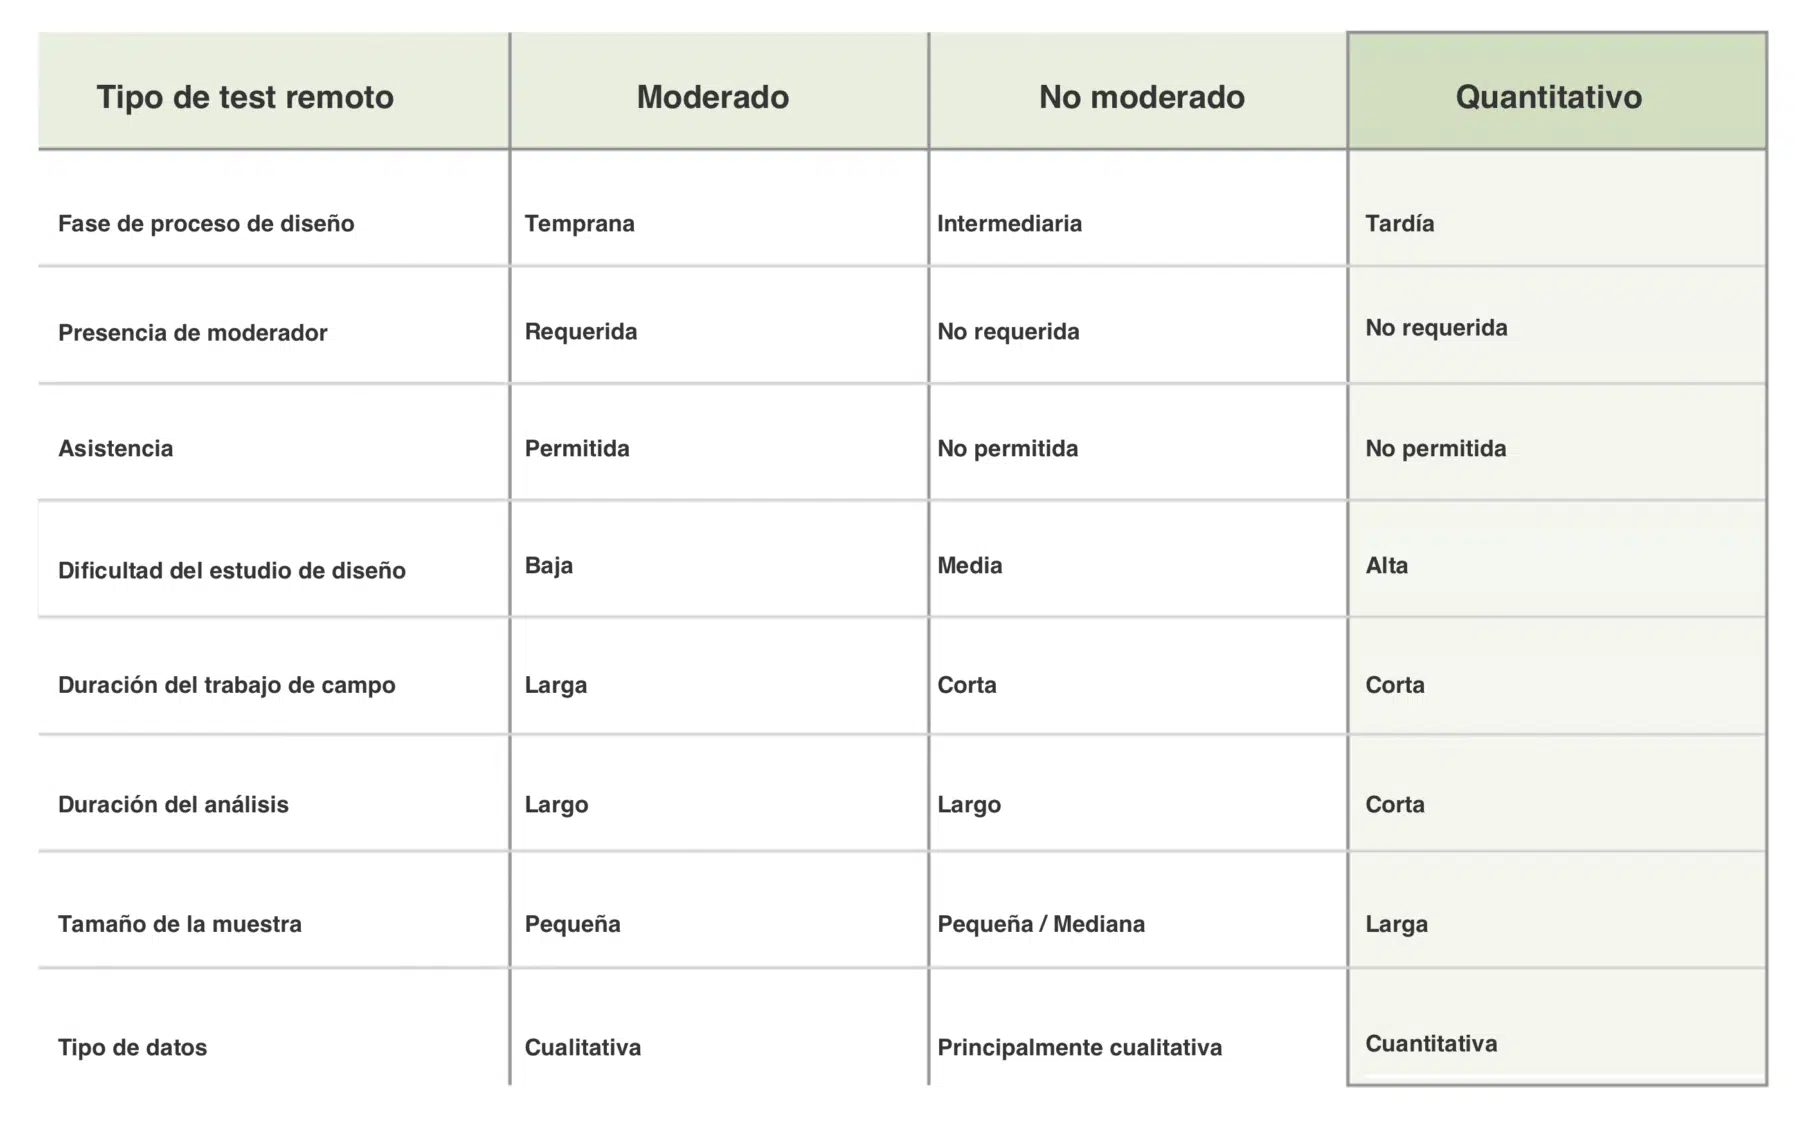 Tipo de test remoto Moderado No moderado Quantitativo
Fase de proceso de diseño Temprana Intermediaria Tardía
Presencia de moderador Requerida No requerida No requerida
Asistencia Permitida No permitida No permitida
Dificultad del estudio de diseño Baja Media Alta
Duración del trabajo de campo Larga Corta Corta
Duración del análisis Largo Largo Corta
Tamaño de la muestra Pequeña Pequeña / Mediana Larga
Tipo de datos Cualitativa Principalmente cualitativa Cuantitativa